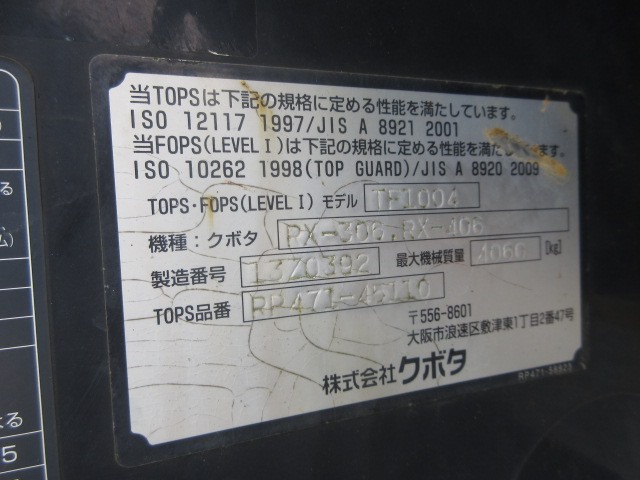 当TOPSは下記の規格に定める性能を満たしています。
ISO 12117 1997/JIS A 8921 2001
当FOPS(LEVEL I)は下記の規格に定める性能を満たしています。
ISO 10262 1998(TOP GUARD)/JIS A 8920 2009
TOPS・FOPS(LEVEL I) モデル TF1004
機種：クボタ RX-306,RX-406
製造番号 13Z0392 最大機械質量 4060 [kg]
TOPS品番 RP471-45110
〒556-8601
大阪市浪速区敷津東1丁目2番47号
株式会社クボタ
る
よる
5